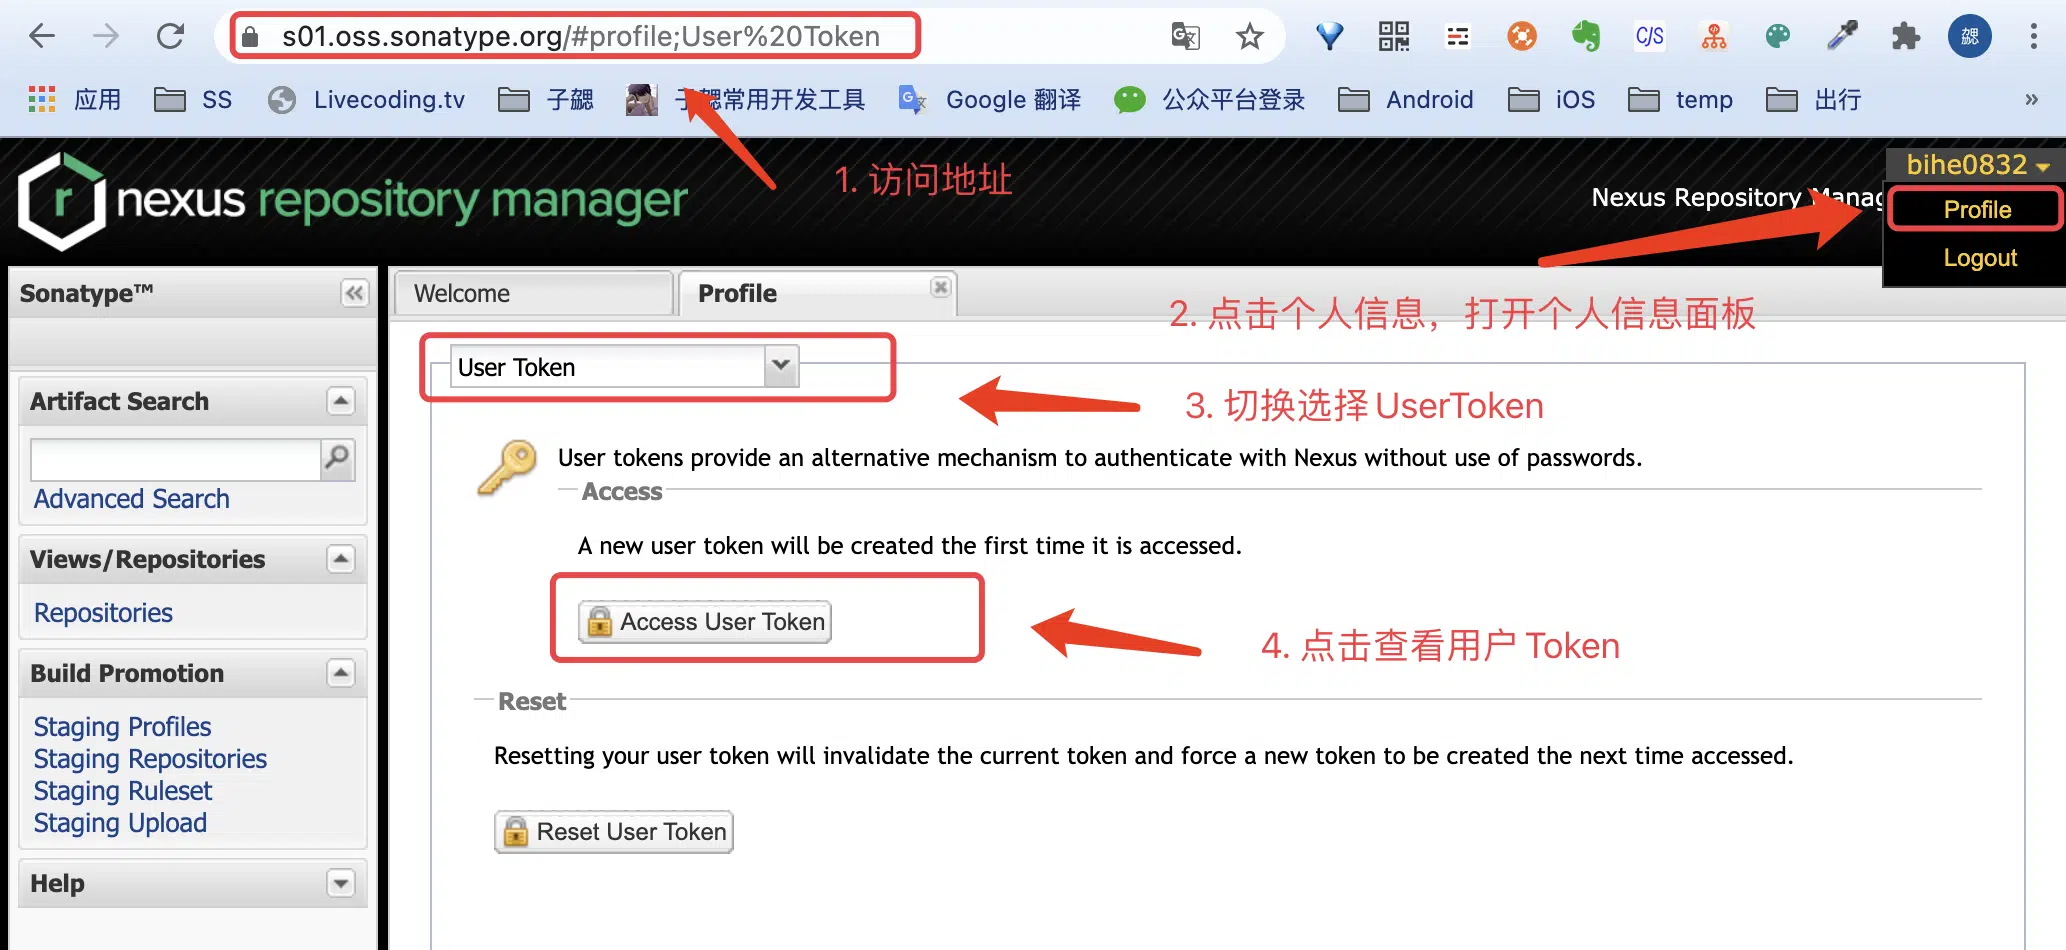 s01.oss.sonatype.org/#profile;User%20Token
CJS
勰
应用 SS Livecoding.tv 子勰 子勰常用开发工具 Google 翻译 公众平台登录 Android iOS temp 出行 »
1. 访问地址
nexus repository manager
bihe0832
Nexus Repository Manag
Profile
Logout
Sonatype™
Welcome
Profile
2. 点击个人信息，打开个人信息面板
User Token
3. 切换选择 UserToken
Artifact Search
Advanced Search
User tokens provide an alternative mechanism to authenticate with Nexus without use of passwords.
Access
A new user token will be created the first time it is accessed.
Views/Repositories
Repositories
Access User Token
4. 点击查看用户 Token
Build Promotion
Staging Profiles
Staging Repositories
Staging Ruleset
Staging Upload
Reset
Resetting your user token will invalidate the current token and force a new token to be created the next time accessed.
Reset User Token
Help